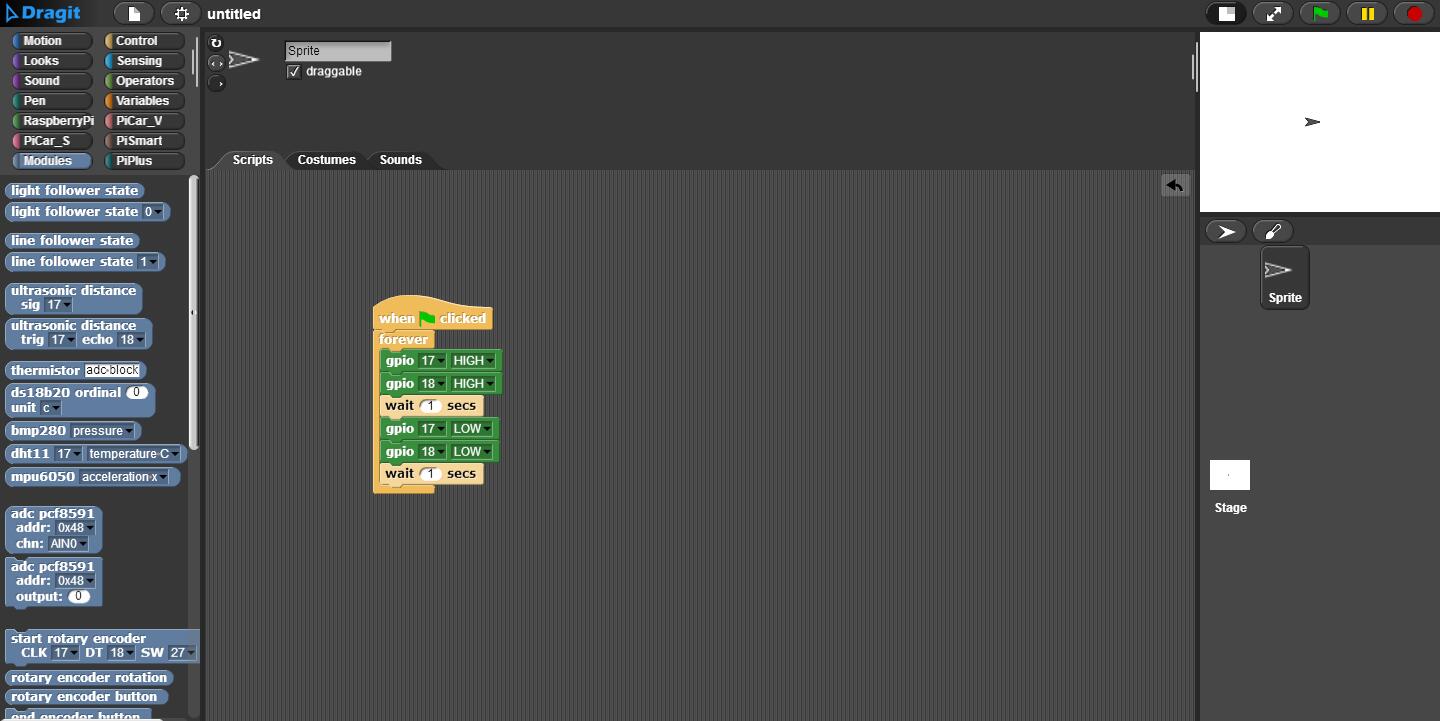 Dragit
untitled
Motion
Control
Looks
Sensing
Sound
Operators
Pen
Variables
RaspberryPi
PiCar_V
PiCar_S
PiSmart
Modules
PiPlus
Sprite
draggable
Scripts
Costumes
Sounds
light follower state
light follower state 0
line follower state
line follower state 1
ultrasonic distance
sig 17
ultrasonic distance
trig 17 echo 18
thermistor adc-block
ds18b20 ordinal 0
unit c
bmp280 pressure
dht11 17 temperature·C
mpu6050 acceleration·x
adc pcf8591
addr: 0x48
chn: AIN0
adc pcf8591
addr: 0x48
output: 0
start rotary encoder
CLK 17 DT 18 SW 27
rotary encoder rotation
rotary encoder button
end encoder button
when clicked
forever
gpio 17 HIGH
gpio 18 HIGH
wait 1 secs
gpio 17 LOW
gpio 18 LOW
wait 1 secs
Sprite
Stage